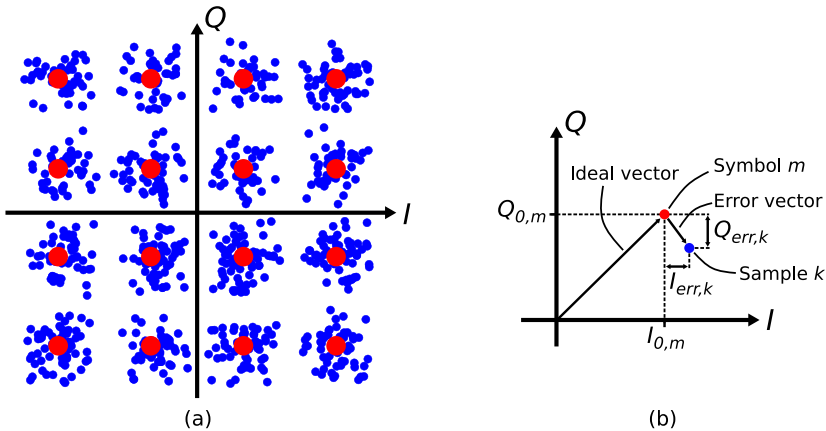 Q
I
(a)
Q
Ideal vector
Symbol m
Error vector
Q0,m
Qerr,k
Sample k
Ierr,k
I0,m
I
(b)